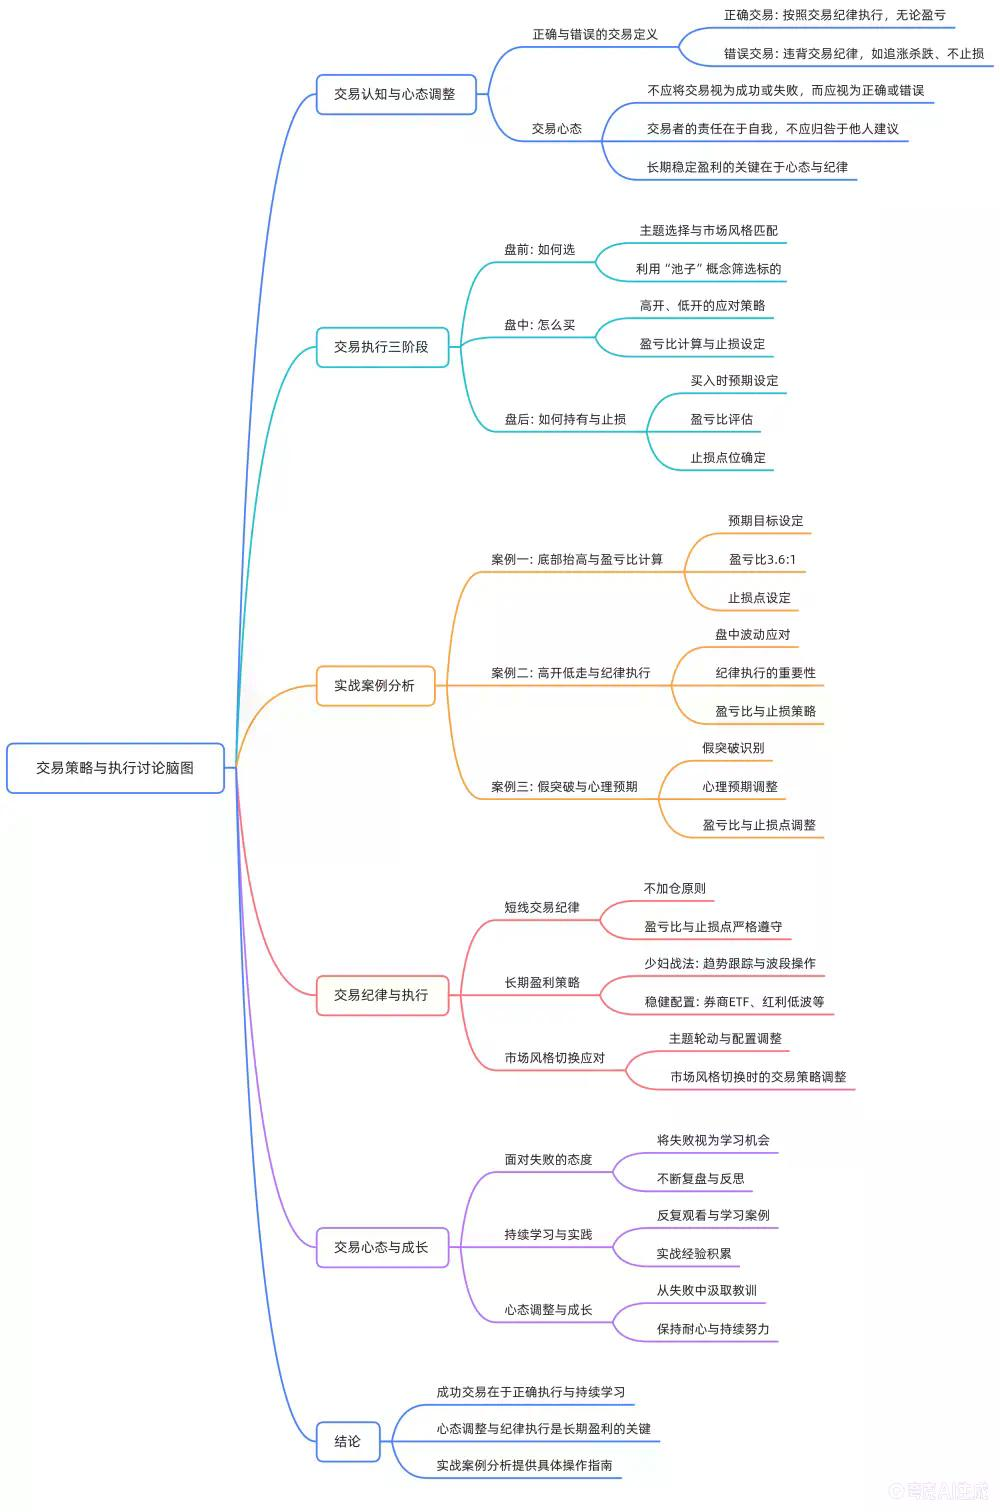 交易策略与执行讨论脑图
交易认知与心态调整
正确与错误的交易定义
正确交易: 按照交易纪律执行，无论盈亏
错误交易: 违背交易纪律，如追涨杀跌、不止损
交易心态
不应将交易视为成功或失败，而应视为正确或错误
交易者的责任在于自我，不应归咎于他人建议
长期稳定盈利的关键在于心态与纪律
交易执行三阶段
盘前: 如何选
主题选择与市场风格匹配
利用“池子”概念筛选标的
盘中: 怎么买
高开、低开的应对策略
盈亏比计算与止损设定
盘后: 如何持有与止损
买入时预期设定
盈亏比评估
止损点位确定
实战案例分析
案例一: 底部抬高与盈亏比计算
预期目标设定
盈亏比3.6:1
止损点设定
案例二: 高开低走与纪律执行
盘中波动应对
纪律执行的重要性
盈亏比与止损策略
案例三: 假突破与心理预期
假突破识别
心理预期调整
盈亏比与止损点调整
交易纪律与执行
短线交易纪律
不加仓原则
盈亏比与止损点严格遵守
长期盈利策略
少妇战法: 趋势跟踪与波段操作
稳健配置: 券商ETF、红利低波等
市场风格切换应对
主题轮动与配置调整
市场风格切换时的交易策略调整
交易心态与成长
面对失败的态度
将失败视为学习机会
不断复盘与反思
持续学习与实践
反复观看与学习案例
实战经验积累
心态调整与成长
从失败中汲取教训
保持耐心与持续努力
结论
成功交易在于正确执行与持续学习
心态调整与纪律执行是长期盈利的关键
实战案例分析提供具体操作指南
夸克AI生成